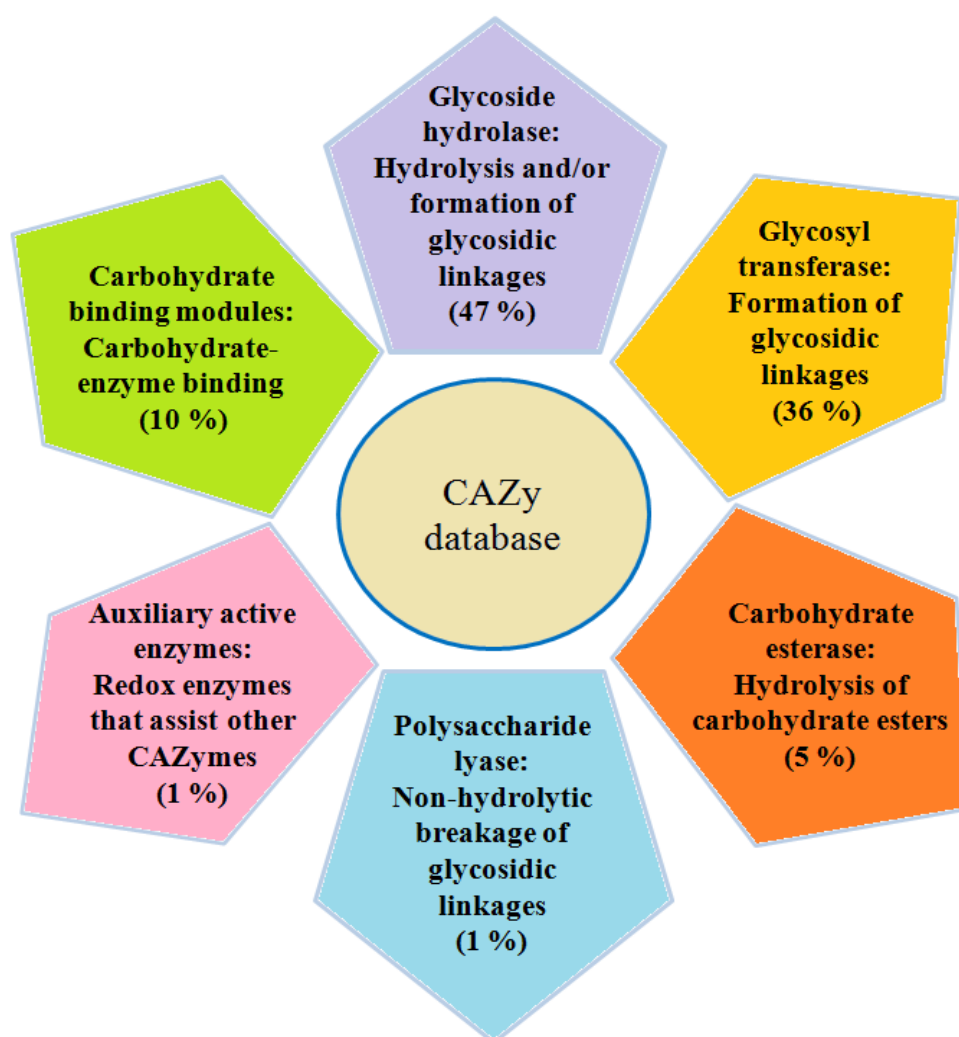 Glycoside
hydrolase:
Hydrolysis and/or
formation of
glycosidic
linkages
(47 %)
Glycosyl
transferase:
Formation of
glycosidic
linkages
(36 %)
Carbohydrate
esterase:
Hydrolysis of
carbohydrate esters
(5 %)
Polysaccharide
lyase:
Non-hydrolytic
breakage of
glycosidic
linkages
(1 %)
Auxiliary active
enzymes:
Redox enzymes
that assist other
CAZymes
(1 %)
Carbohydrate
binding modules:
Carbohydrate-
enzyme binding
(10 %)
CAZy
database